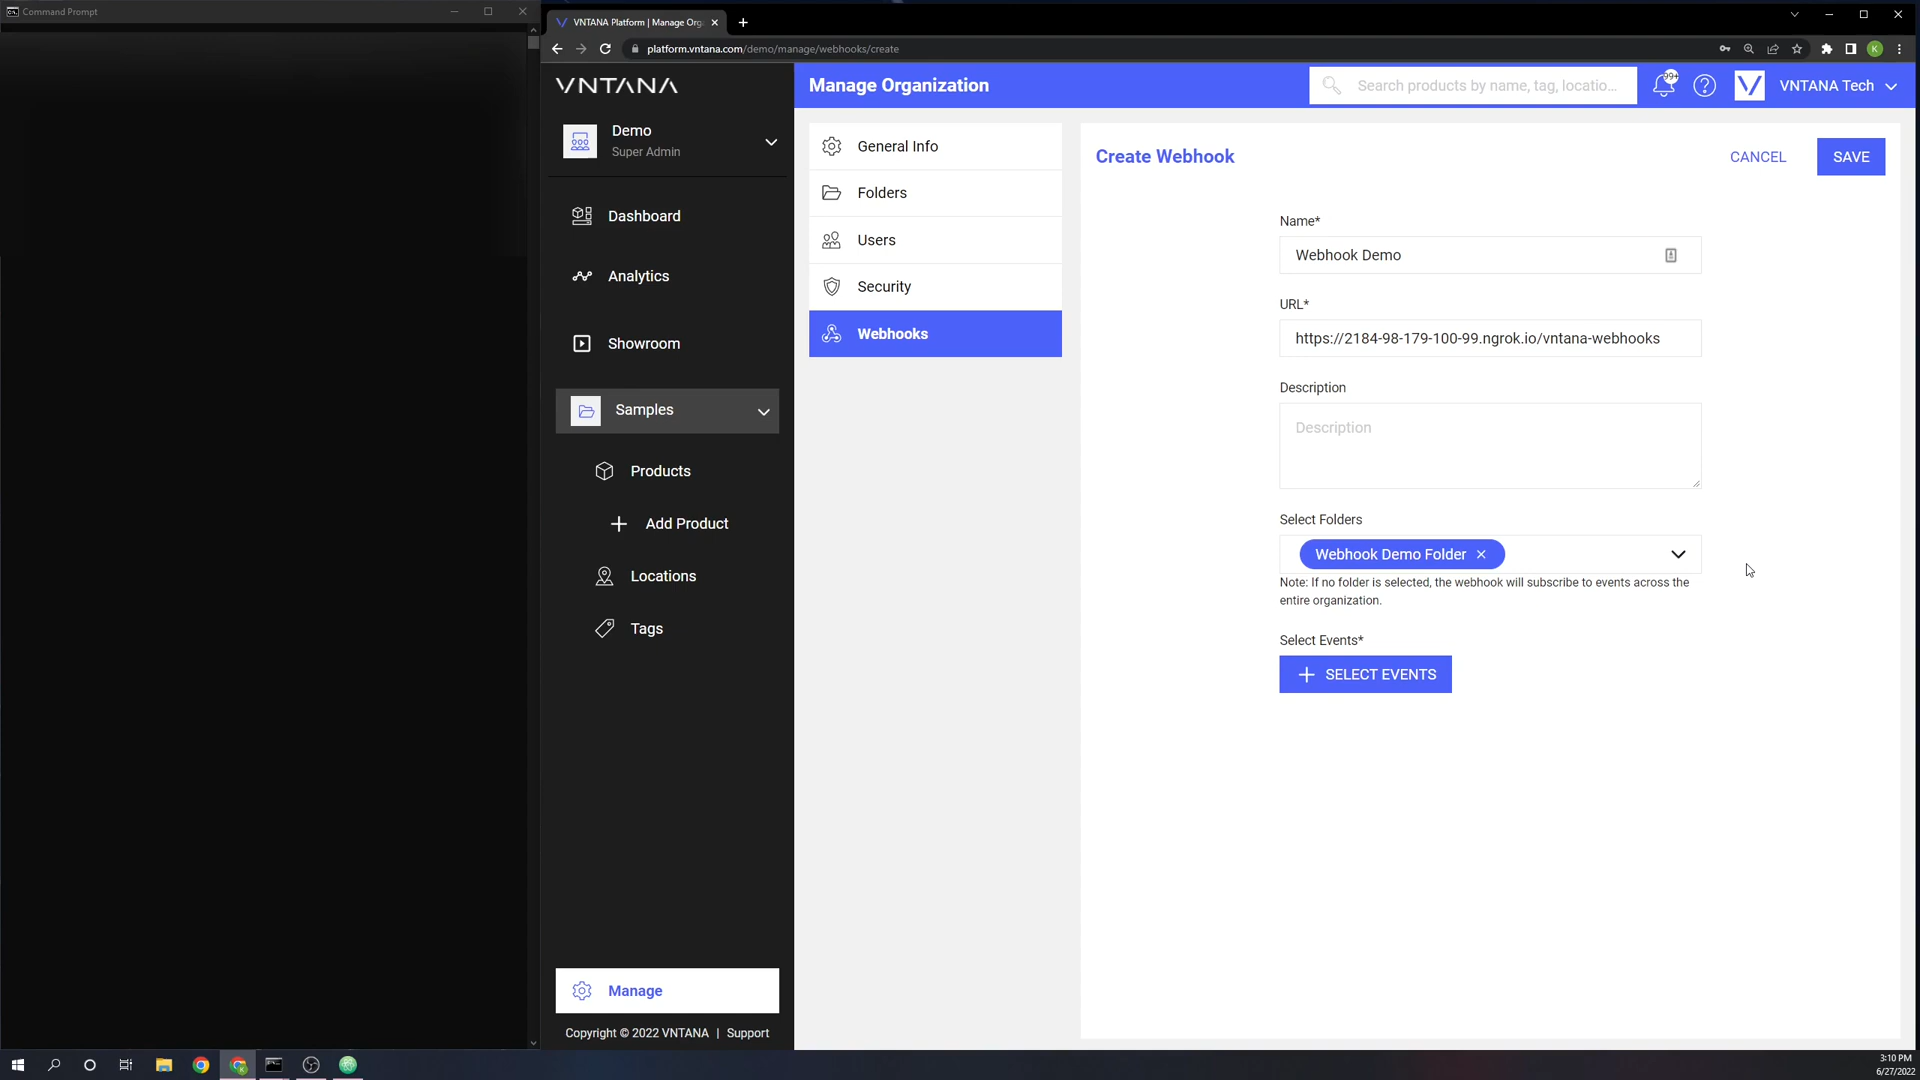 Command Prompt
VNTANA Platform | Manage Org
platform.vntana.com/demo/manage/webhooks/create
K
VNTANA
Demo
Super Admin
Dashboard
Analytics
Showroom
Samples
Products
Add Product
Locations
Tags
Manage
Copyright © 2022 VNTANA | Support
Manage Organization
Search products by name, tag, locatio...
99+
VNTANA Tech
General Info
Folders
Users
Security
Webhooks
Create Webhook
CANCEL
SAVE
Name*
Webhook Demo
URL*
https://2184-98-179-100-99.ngrok.io/vntana-webhooks
Description
Description
Select Folders
Webhook Demo Folder
Note: If no folder is selected, the webhook will subscribe to events across the
entire organization.
Select Events*
SELECT EVENTS
3:10 PM
6/27/2022